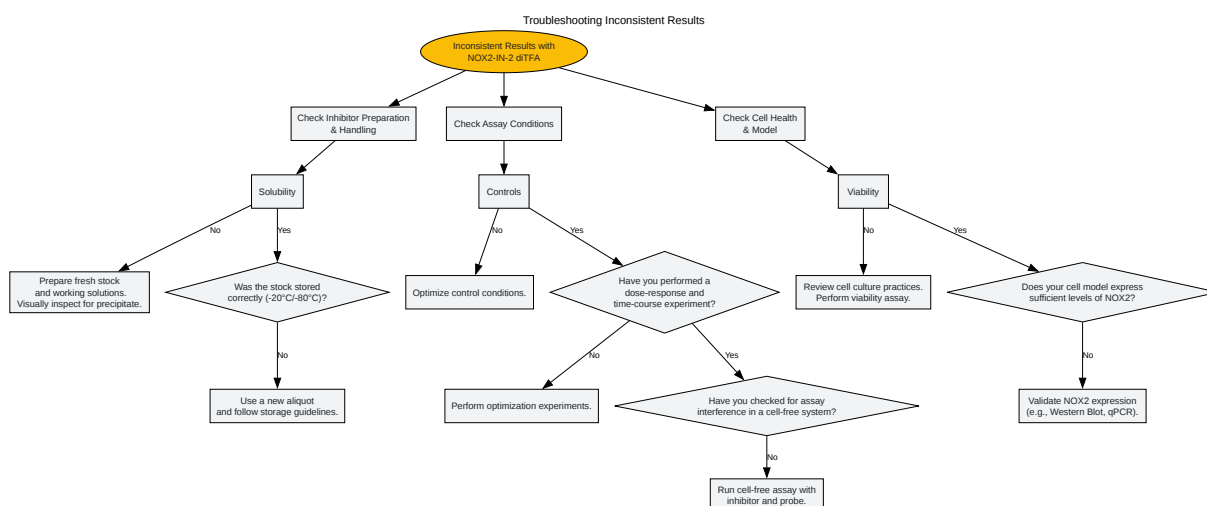 Troubleshooting Inconsistent Results
Inconsistent Results with
NOX2-IN-2 diTFA
Check Inhibitor Preparation
& Handling
Check Assay Conditions
Check Cell Health
& Model
Solubility
Controls
Viability
No
Yes
No
Yes
No
Yes
Prepare fresh stock
and working solutions.
Visually inspect for precipitate.
Was the stock stored
correctly (-20°C/-80°C)?
Optimize control conditions.
Have you performed a
dose-response and
time-course experiment?
Review cell culture practices.
Perform viability assay.
Does your cell model express
sufficient levels of NOX2?
No
No
Yes
No
Use a new aliquot
and follow storage guidelines.
Perform optimization experiments.
Have you checked for assay
interference in a cell-free system?
Validate NOX2 expression
(e.g., Western Blot, qPCR).
No
Run cell-free assay with
inhibitor and probe.